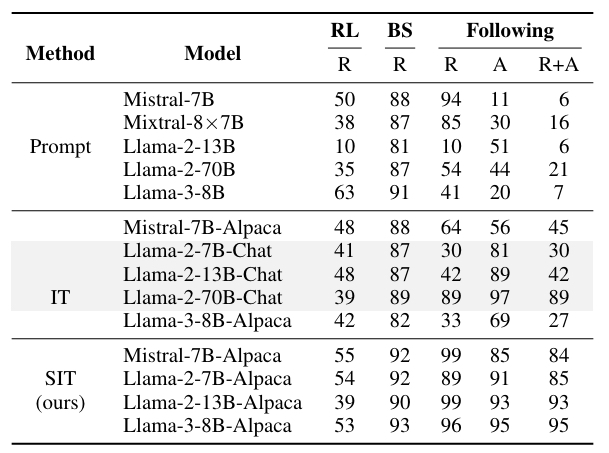 Method Model RL BS Following
R R R A R+A
Mistral-7B 50 88 94 11 6
Mixtral-8×7B 38 87 85 30 16
Prompt Llama-2-13B 10 81 10 51 6
Llama-2-70B 35 87 54 44 21
Llama-3-8B 63 91 41 20 7
Mistral-7B-Alpaca 48 88 64 56 45
Llama-2-7B-Chat 41 87 30 81 30
Llama-2-13B-Chat 48 87 42 89 42
IT Llama-2-70B-Chat 39 89 89 97 89
Llama-3-8B-Alpaca 42 82 33 69 27
Mistral-7B-Alpaca 55 92 99 85 84
SIT Llama-2-7B-Alpaca 54 92 89 91 85
(ours) Llama-2-13B-Alpaca 39 90 99 93 93
Llama-3-8B-Alpaca 53 93 96 95 95